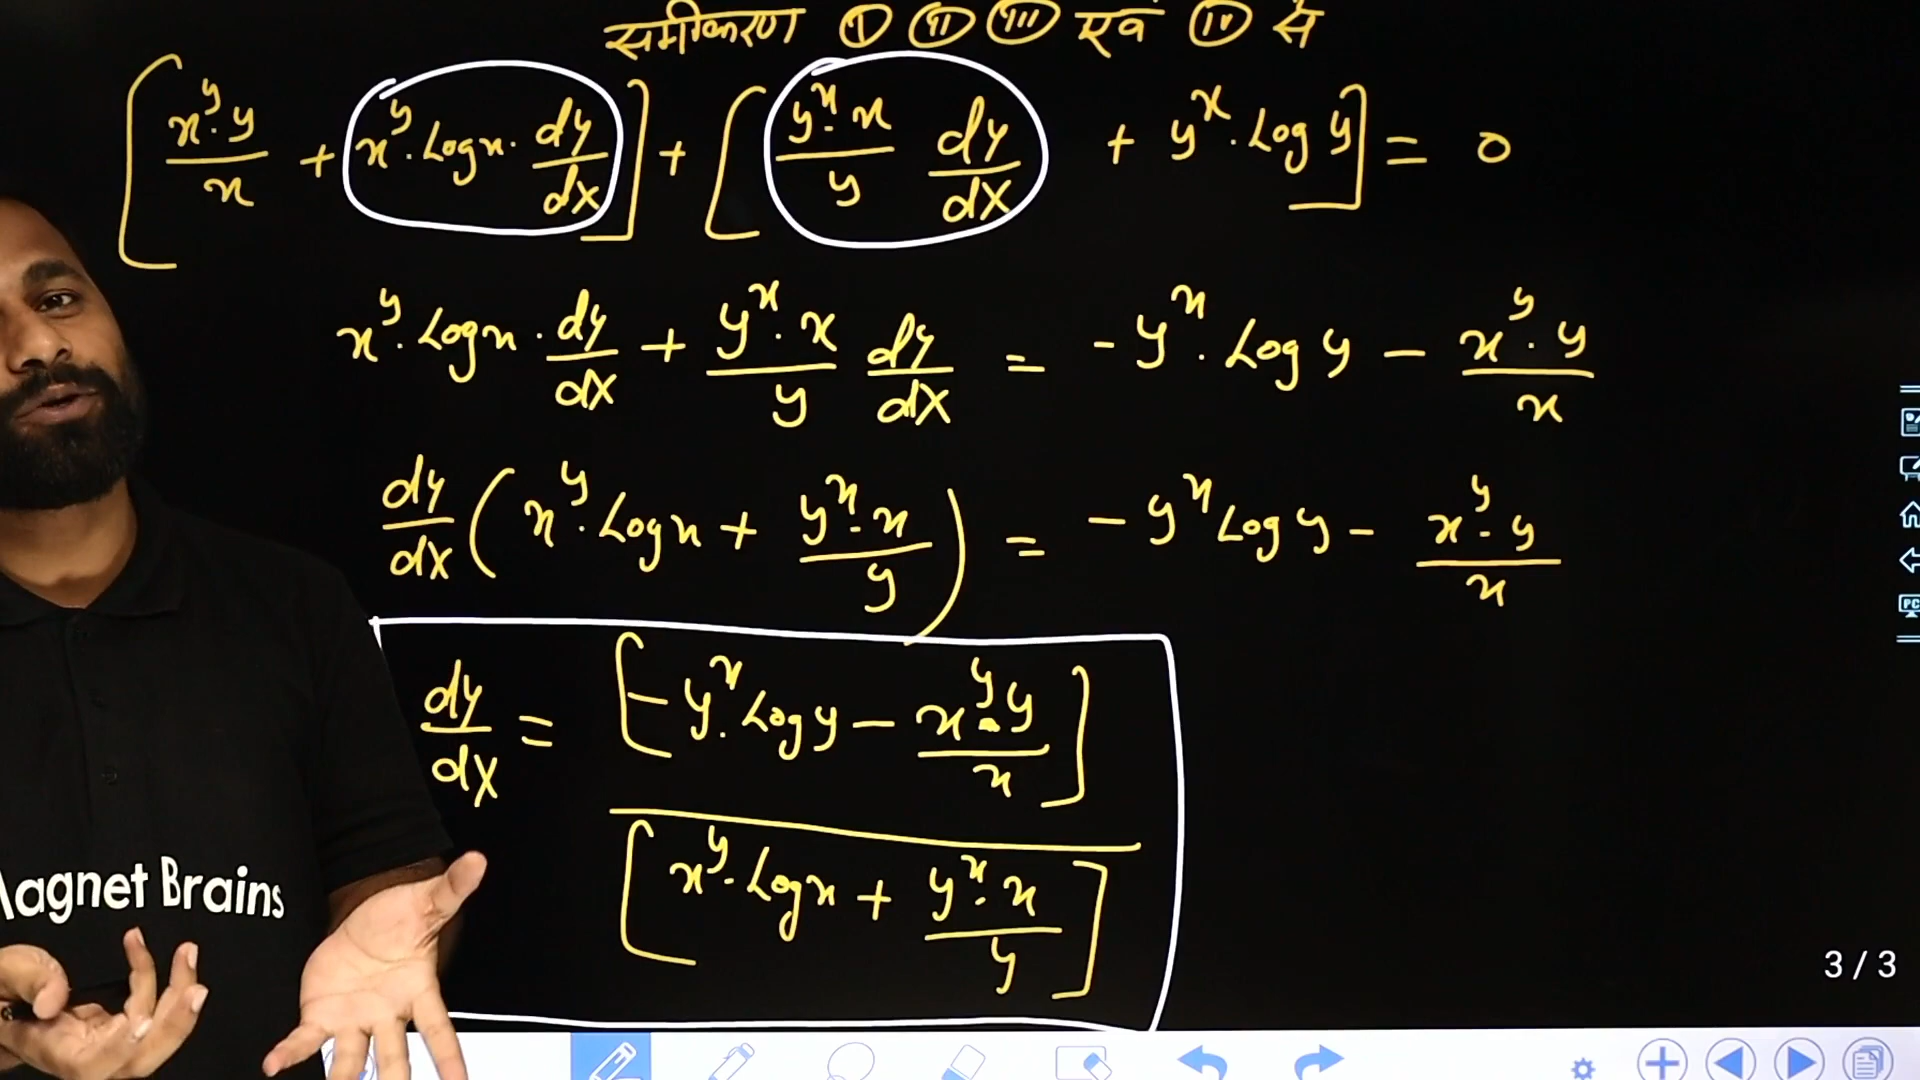 समीकरण I II III एवं IV से
[x^y·y/x + x^y·Logx·dy/dx] + [y^x·x/y dy/dx + y^x·Log y] = 0
x^y·Logx·dy/dx + y^x·x/y dy/dx = -y^x·Log y - x^y·y/x
dy/dx (x^y·Logx + y^x·x/y) = -y^x Log y - x^y·y/x
dy/dx = [-y^x·Log y - x^y·y/x] / [x^y·Logx + y^x·x/y]
Magnet Brains
3 / 3